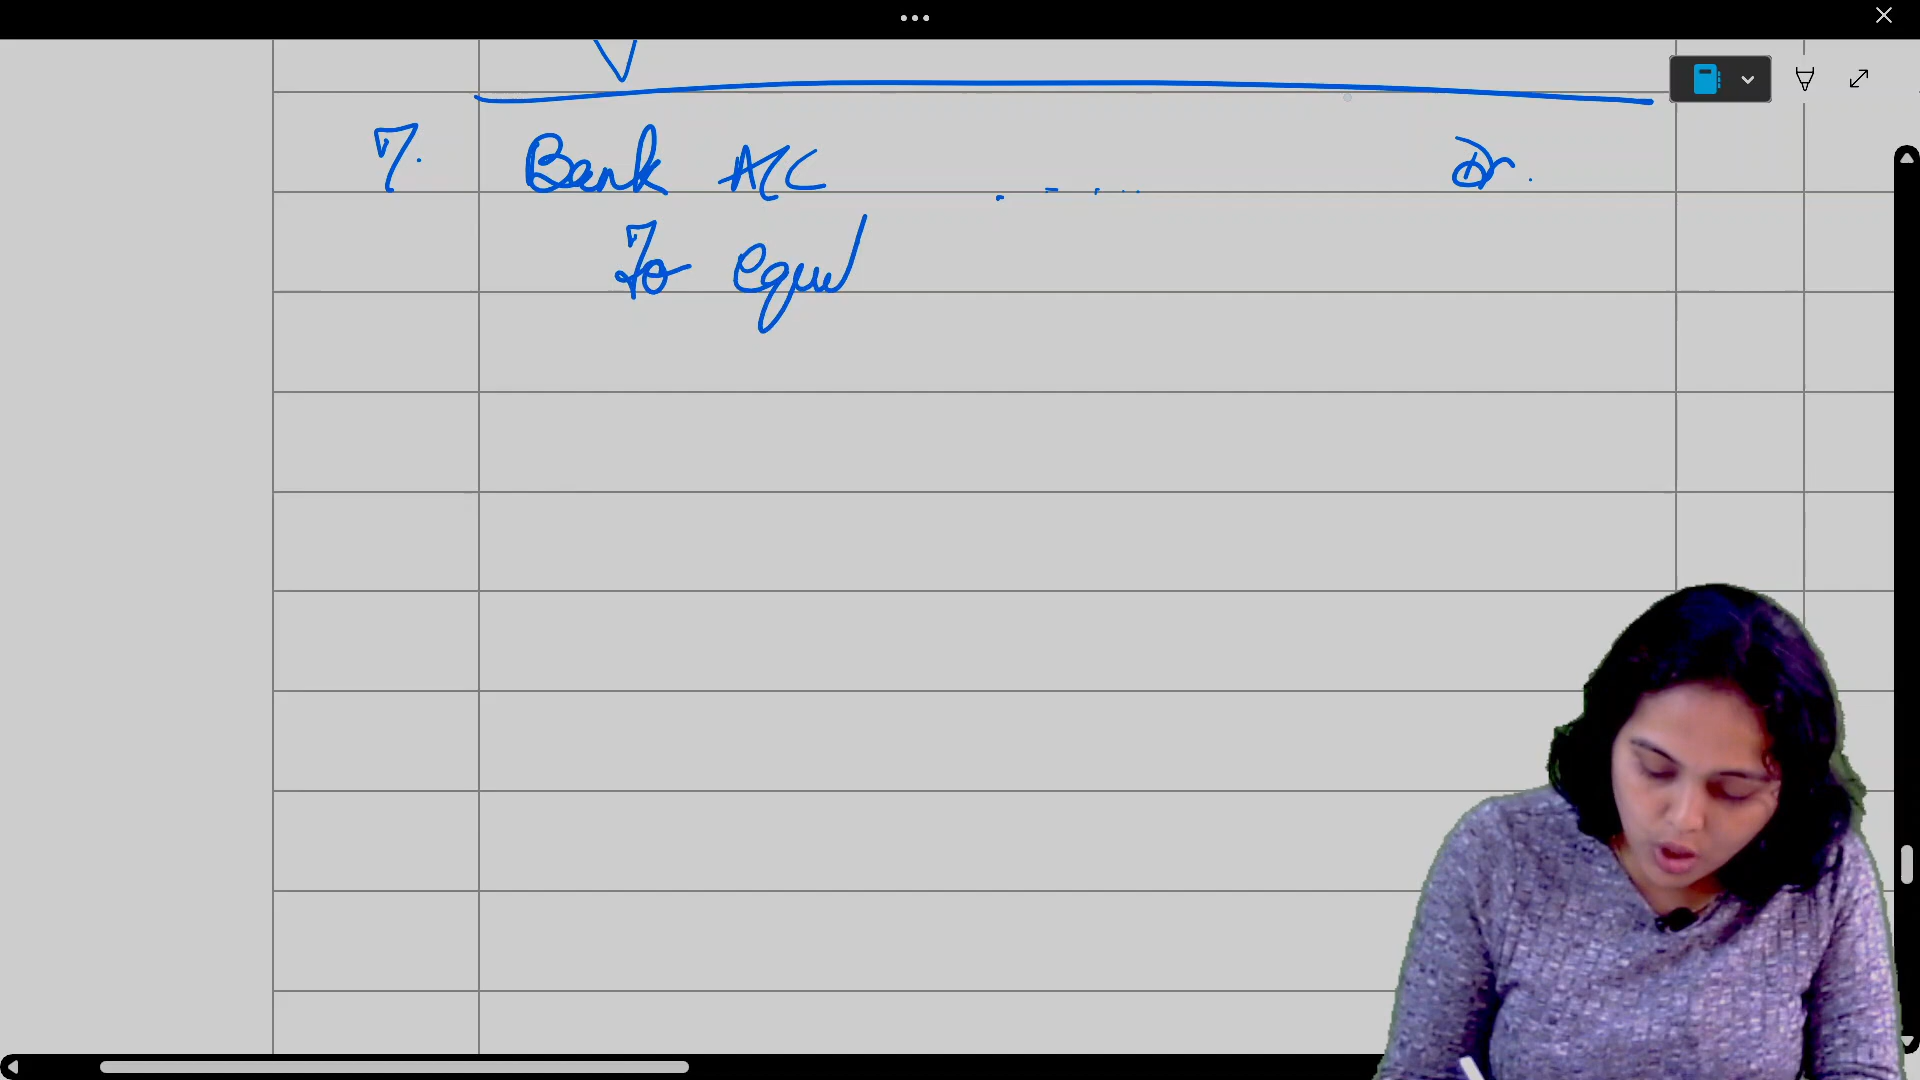 7. Bank A/C ........ Dr.
To equi